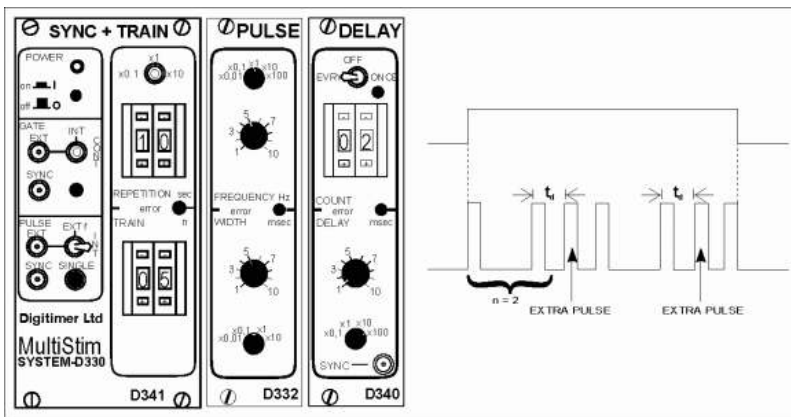 SYNC + TRAIN
POWER
on I
off O
GATE
EXT
INT
SYNC
PULSE
EXT
EXT f
INT
SYNC
SINGLE
Digitimer Ltd
MultiStim
SYSTEM-D330
x1
x0.1
x10
1 0
REPETITION sec
error
TRAIN
n
0 5
D341
PULSE
x0.1
x1
x10
x0.01
x100
5
3
7
1
10
FREQUENCY Hz
error
WIDTH
msec
5
3
7
1
10
x0.1
x1
x0.01
x10
D332
DELAY
OFF
EVRY
ONCE
0 2
COUNT
error
DELAY
msec
5
3
7
1
10
x1
x10
x0.1
x100
SYNC
D340
td
td
n = 2
EXTRA PULSE
EXTRA PULSE